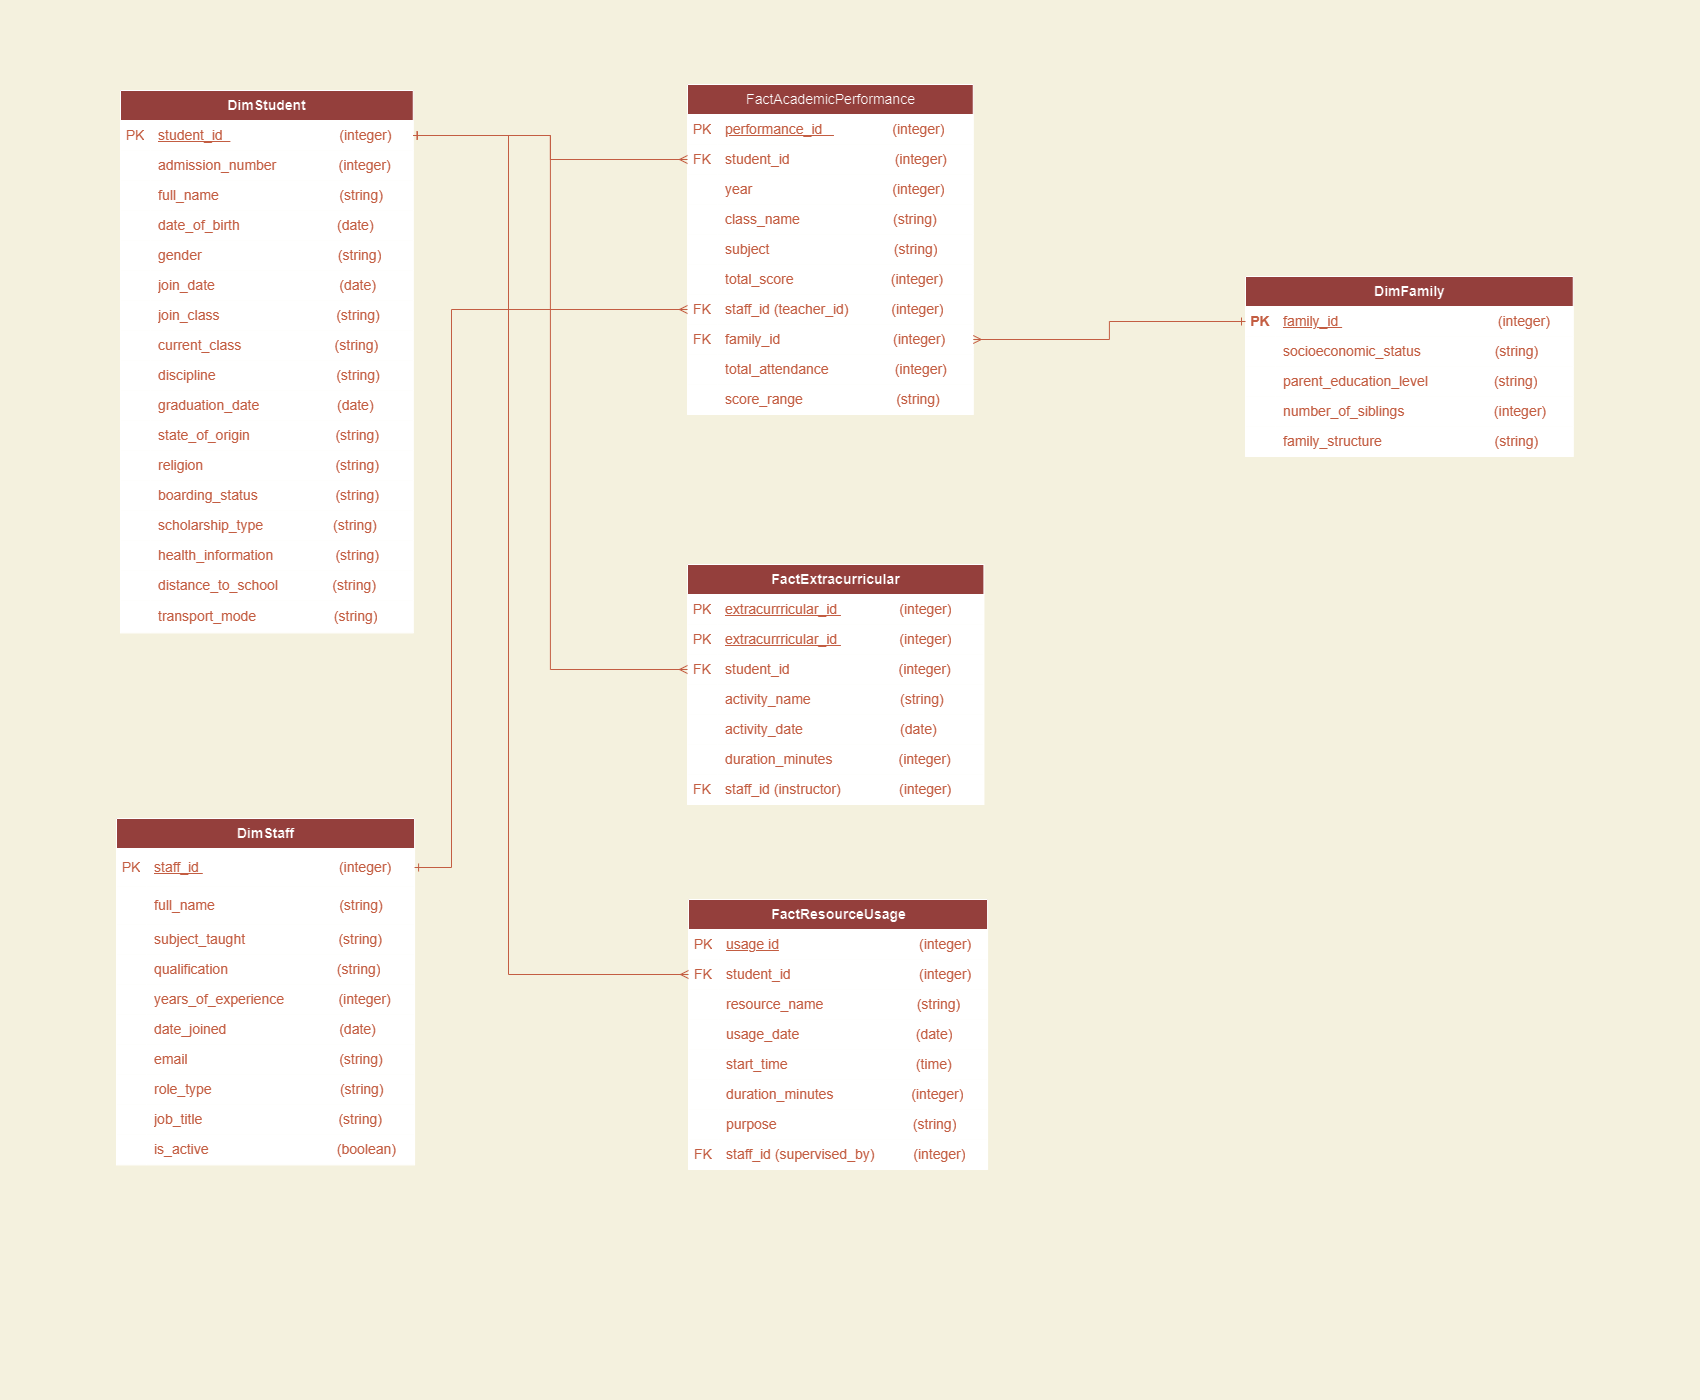 DimStudent
PK student_id (integer)
admission_number (integer)
full_name (string)
date_of_birth (date)
gender (string)
join_date (date)
join_class (string)
current_class (string)
discipline (string)
graduation_date (date)
state_of_origin (string)
religion (string)
boarding_status (string)
scholarship_type (string)
health_information (string)
distance_to_school (string)
transport_mode (string)
FactAcademicPerformance
PK performance_id (integer)
FK student_id (integer)
year (integer)
class_name (string)
subject (string)
total_score (integer)
FK staff_id (teacher_id) (integer)
FK family_id (integer)
total_attendance (integer)
score_range (string)
DimFamily
PK family_id (integer)
socioeconomic_status (string)
parent_education_level (string)
number_of_siblings (integer)
family_structure (string)
FactExtracurricular
PK extracurrricular_id (integer)
PK extracurrricular_id (integer)
FK student_id (integer)
activity_name (string)
activity_date (date)
duration_minutes (integer)
FK staff_id (instructor) (integer)
DimStaff
PK staff_id (integer)
full_name (string)
subject_taught (string)
qualification (string)
years_of_experience (integer)
date_joined (date)
email (string)
role_type (string)
job_title (string)
is_active (boolean)
FactResourceUsage
PK usage id (integer)
FK student_id (integer)
resource_name (string)
usage_date (date)
start_time (time)
duration_minutes (integer)
purpose (string)
FK staff_id (supervised_by) (integer)